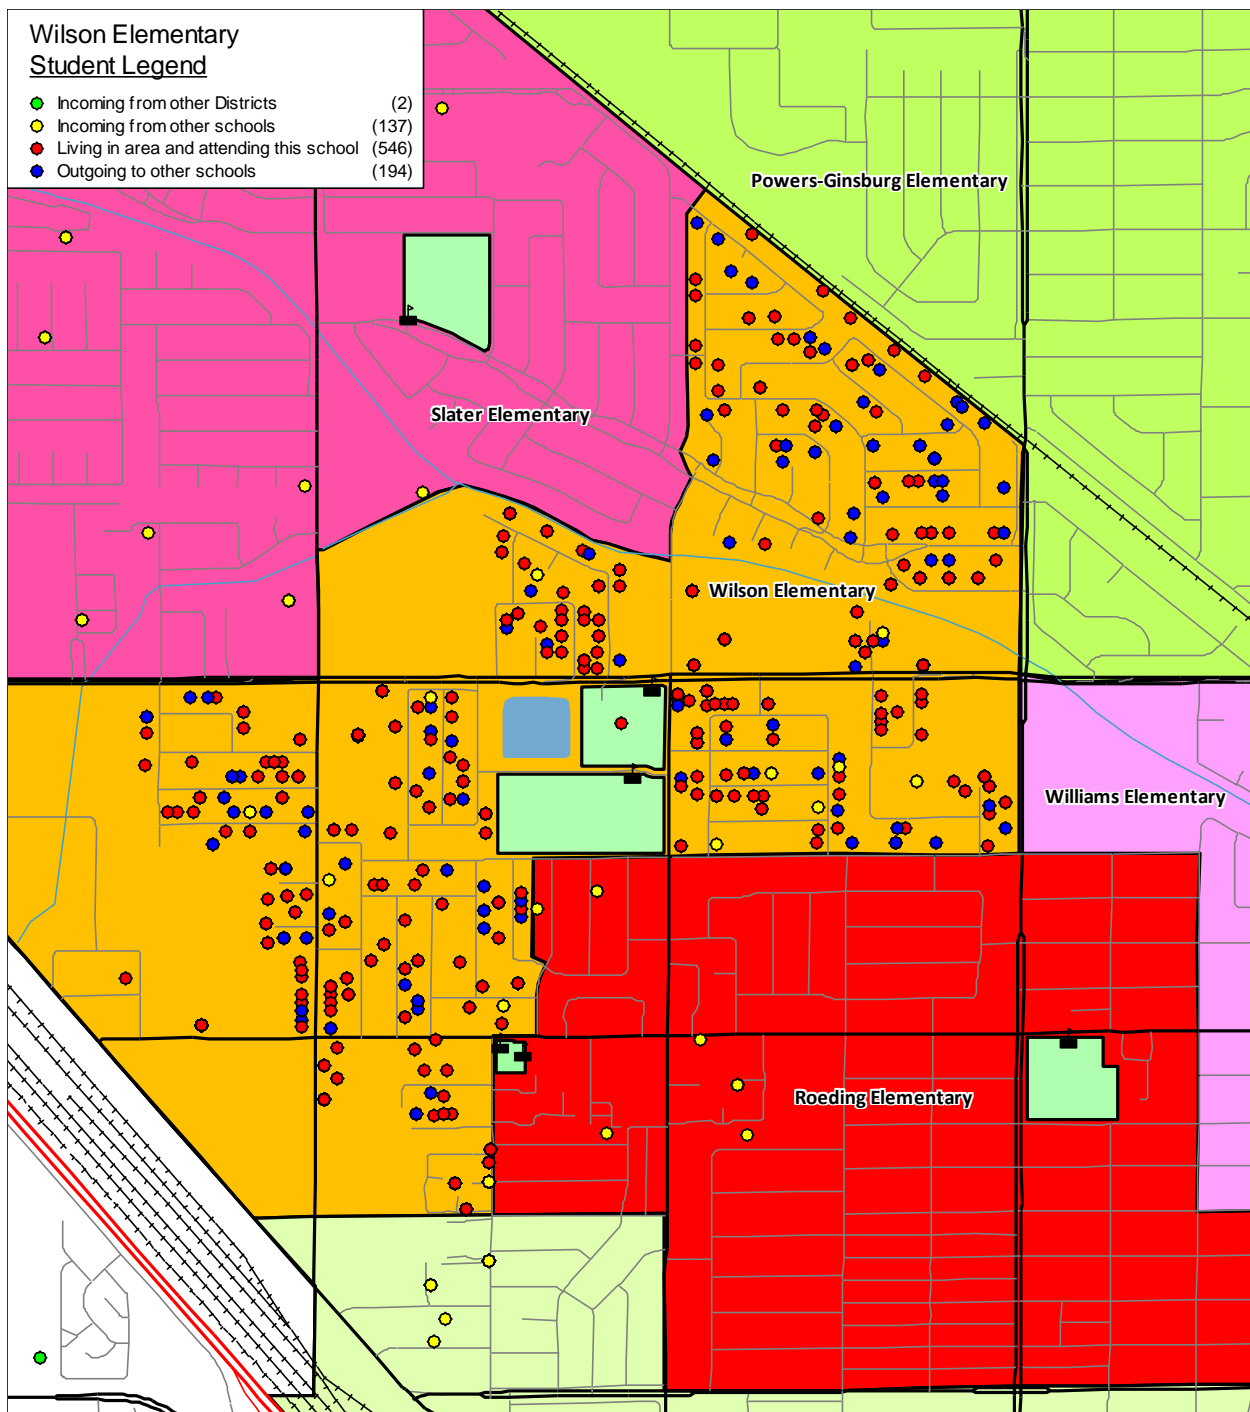 Wilson Elementary
Student Legend
Incoming from other Districts (2)
Incoming from other schools (137)
Living in area and attending this school (546)
Outgoing to other schools (194)
Powers-Ginsburg Elementary
Slater Elementary
Wilson Elementary
Williams Elementary
Roeding Elementary